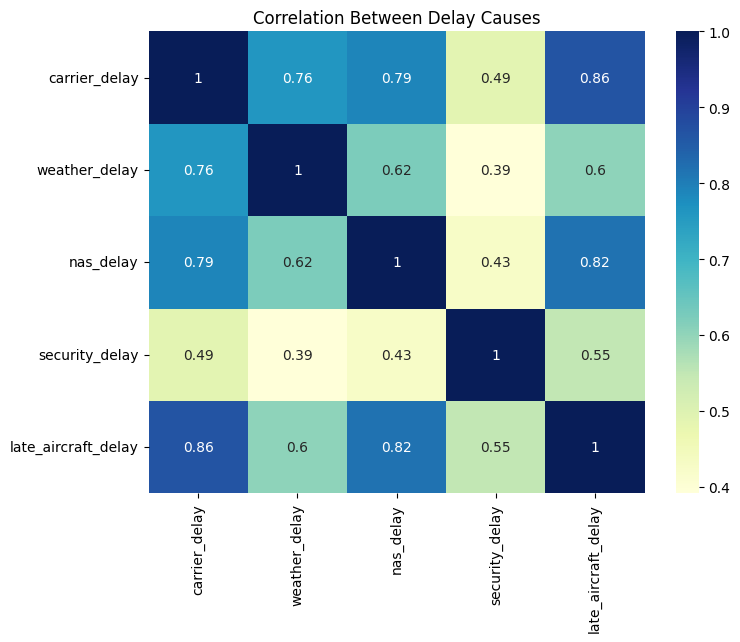 Correlation Between Delay Causes
carrier_delay 1 0.76 0.79 0.49 0.86
weather_delay 0.76 1 0.62 0.39 0.6
nas_delay 0.79 0.62 1 0.43 0.82
security_delay 0.49 0.39 0.43 1 0.55
late_aircraft_delay 0.86 0.6 0.82 0.55 1
carrier_delay
weather_delay
nas_delay
security_delay
late_aircraft_delay
1.0
0.9
0.8
0.7
0.6
0.5
0.4